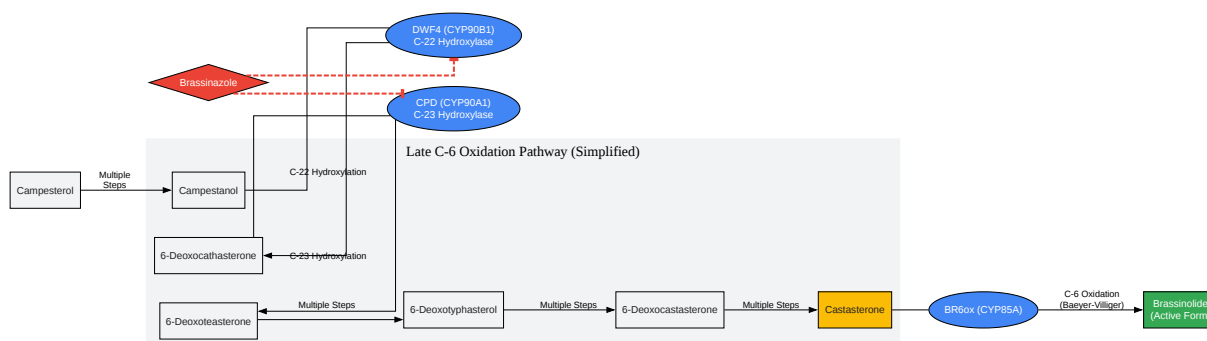 DWF4 (CYP90B1)
C-22 Hydroxylase
Brassinazole
CPD (CYP90A1)
C-23 Hydroxylase
Late C-6 Oxidation Pathway (Simplified)
Campesterol
Multiple
Steps
Campestanol
C-22 Hydroxylation
6-Deoxocathasterone
C-23 Hydroxylation
6-Deoxoteasterone
Multiple Steps
6-Deoxotyphasterol
Multiple Steps
6-Deoxocastasterone
Multiple Steps
Castasterone
BR6ox (CYP85A)
C-6 Oxidation
(Baeyer-Villiger)
Brassinolide
(Active Form